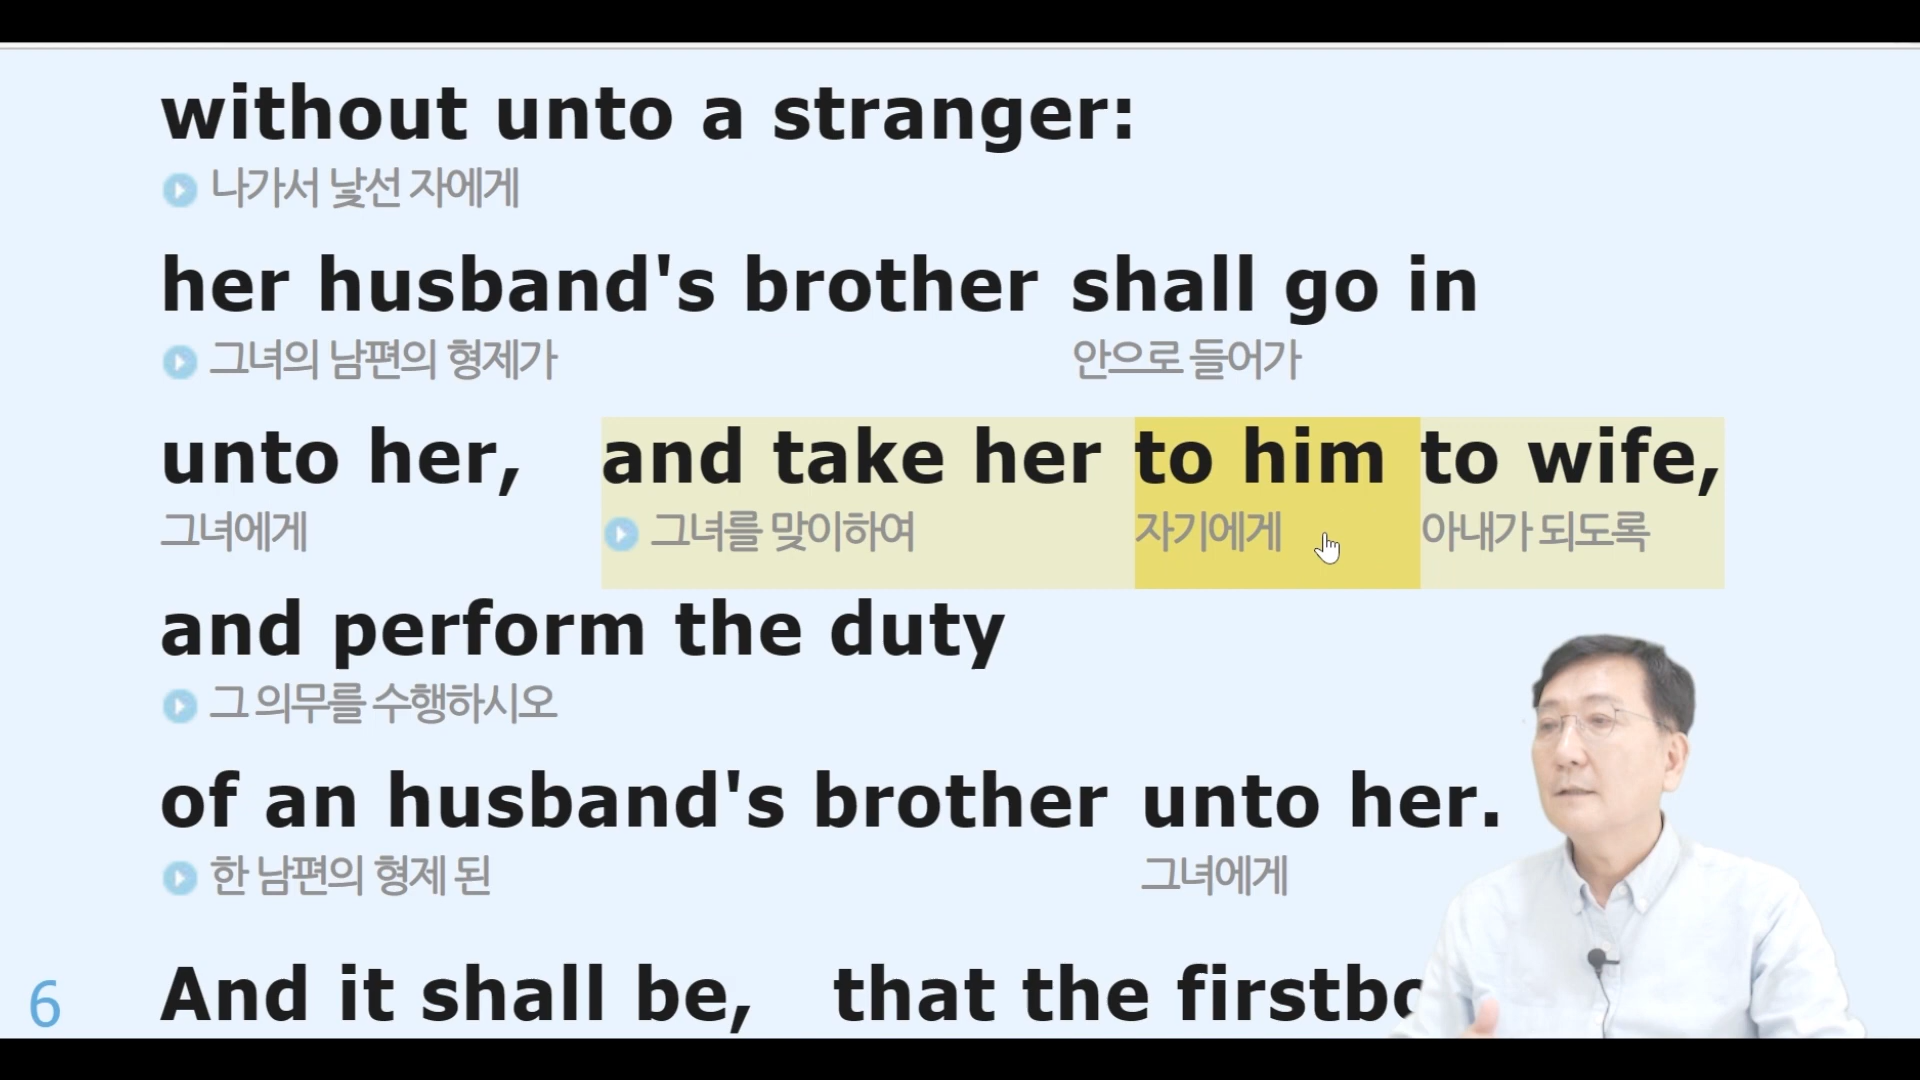 without unto a stranger:
나가서 낯선 자에게
her husband's brother shall go in
그녀의 남편의 형제가 안으로 들어가
unto her, and take her to him to wife,
그녀에게 그녀를 맞이하여 자기에게 아내가 되도록
and perform the duty
그 의무를 수행하시오
of an husband's brother unto her.
한 남편의 형제 된 그녀에게
6 And it shall be, that the